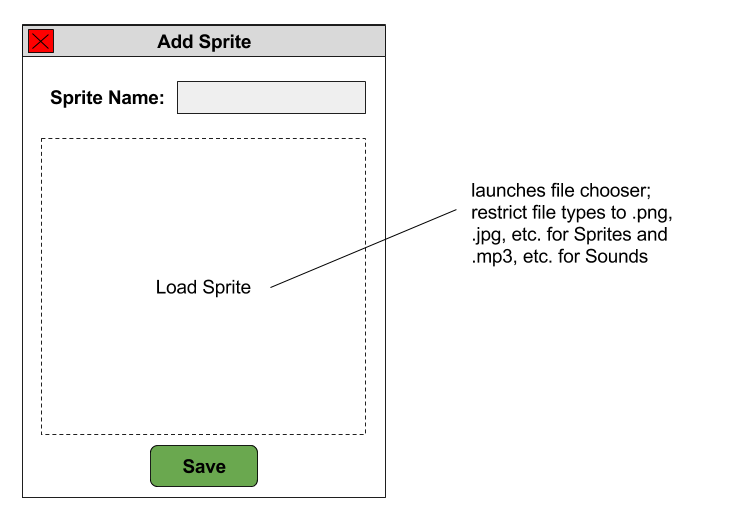 Add Sprite
Sprite Name:
launches file chooser;
restrict file types to .png,
.jpg, etc. for Sprites and
.mp3, etc. for Sounds
Load Sprite
Save